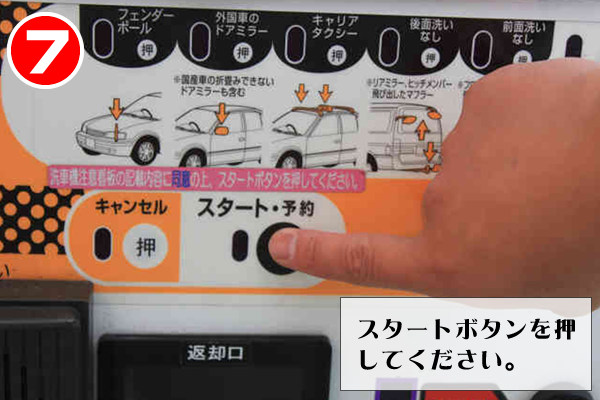 7
フェンダー
ポール
押
外国車の
ドアミラー
押
キャリア
タクシー
押
後面洗い
なし
押
前面洗い
なし
押
※国産車の折畳みできない
ドアミラーも含む
※リアミラー、ヒッチメンバー
飛び出したマフラー
洗車機注意看板の記載内容に同意の上、スタートボタンを押してください。
キャンセル
押
スタート・予約
い
返却口
スタートボタンを押
してください。